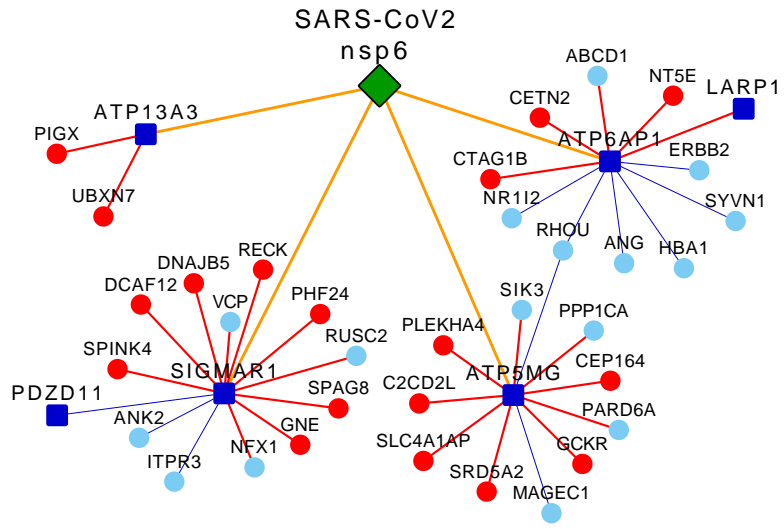 SARS-CoV2
nsp6
ABCD1
NT5E
LARP1
CETN2
ATP13A3
PIGX
ATP6AP1
ERBB2
CTAG1B
UBXN7
NR1I2
SYVN1
RHOU
ANG
HBA1
RECK
DNAJB5
DCAF12
VCP
PHF24
SIK3
PPP1CA
RUSC2
PLEKHA4
SPINK4
SIGMAR1
ATP5MG
CEP164
PDZD11
SPAG8
C2CD2L
PARD6A
ANK2
GNE
SLC4A1AP
GCKR
ITPR3
NFX1
SRD5A2
MAGEC1